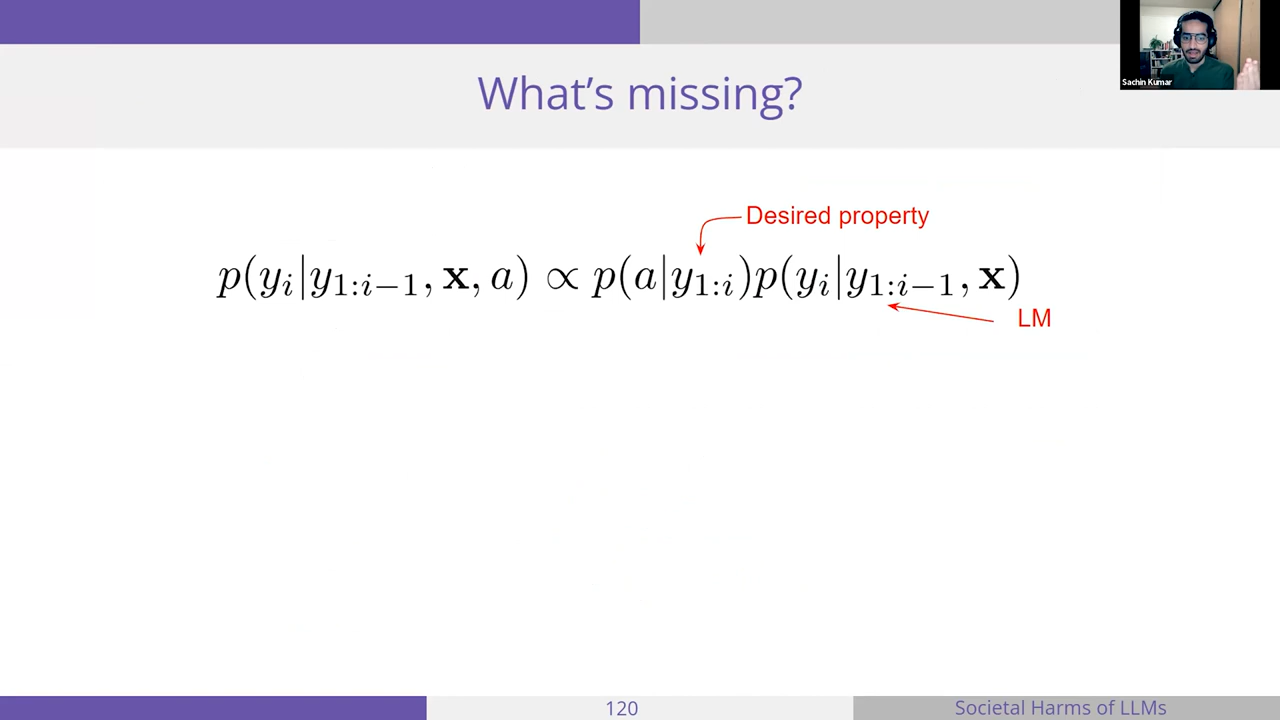 Sachin Kumar
What's missing?
Desired property
p(y_i|y_{1:i−1}, x, a) ∝ p(a|y_{1:i})p(y_i|y_{1:i−1}, x)
LM
120
Societal Harms of LLMs